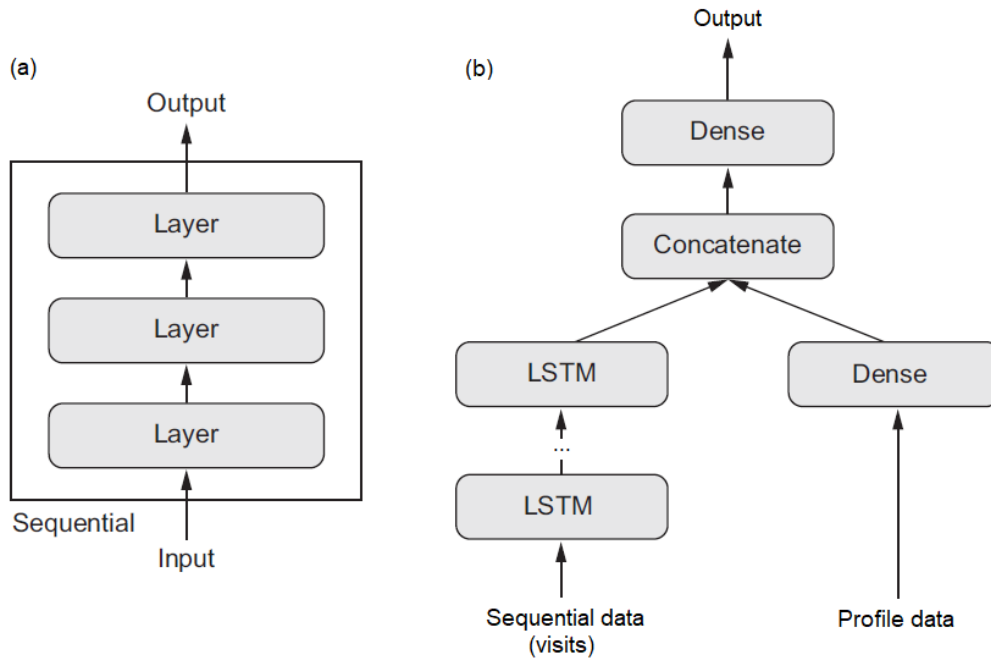 (a)
Output
Layer
Layer
Layer
Sequential
Input
(b)
Output
Dense
Concatenate
LSTM
Dense
...
LSTM
Sequential data
(visits)
Profile data